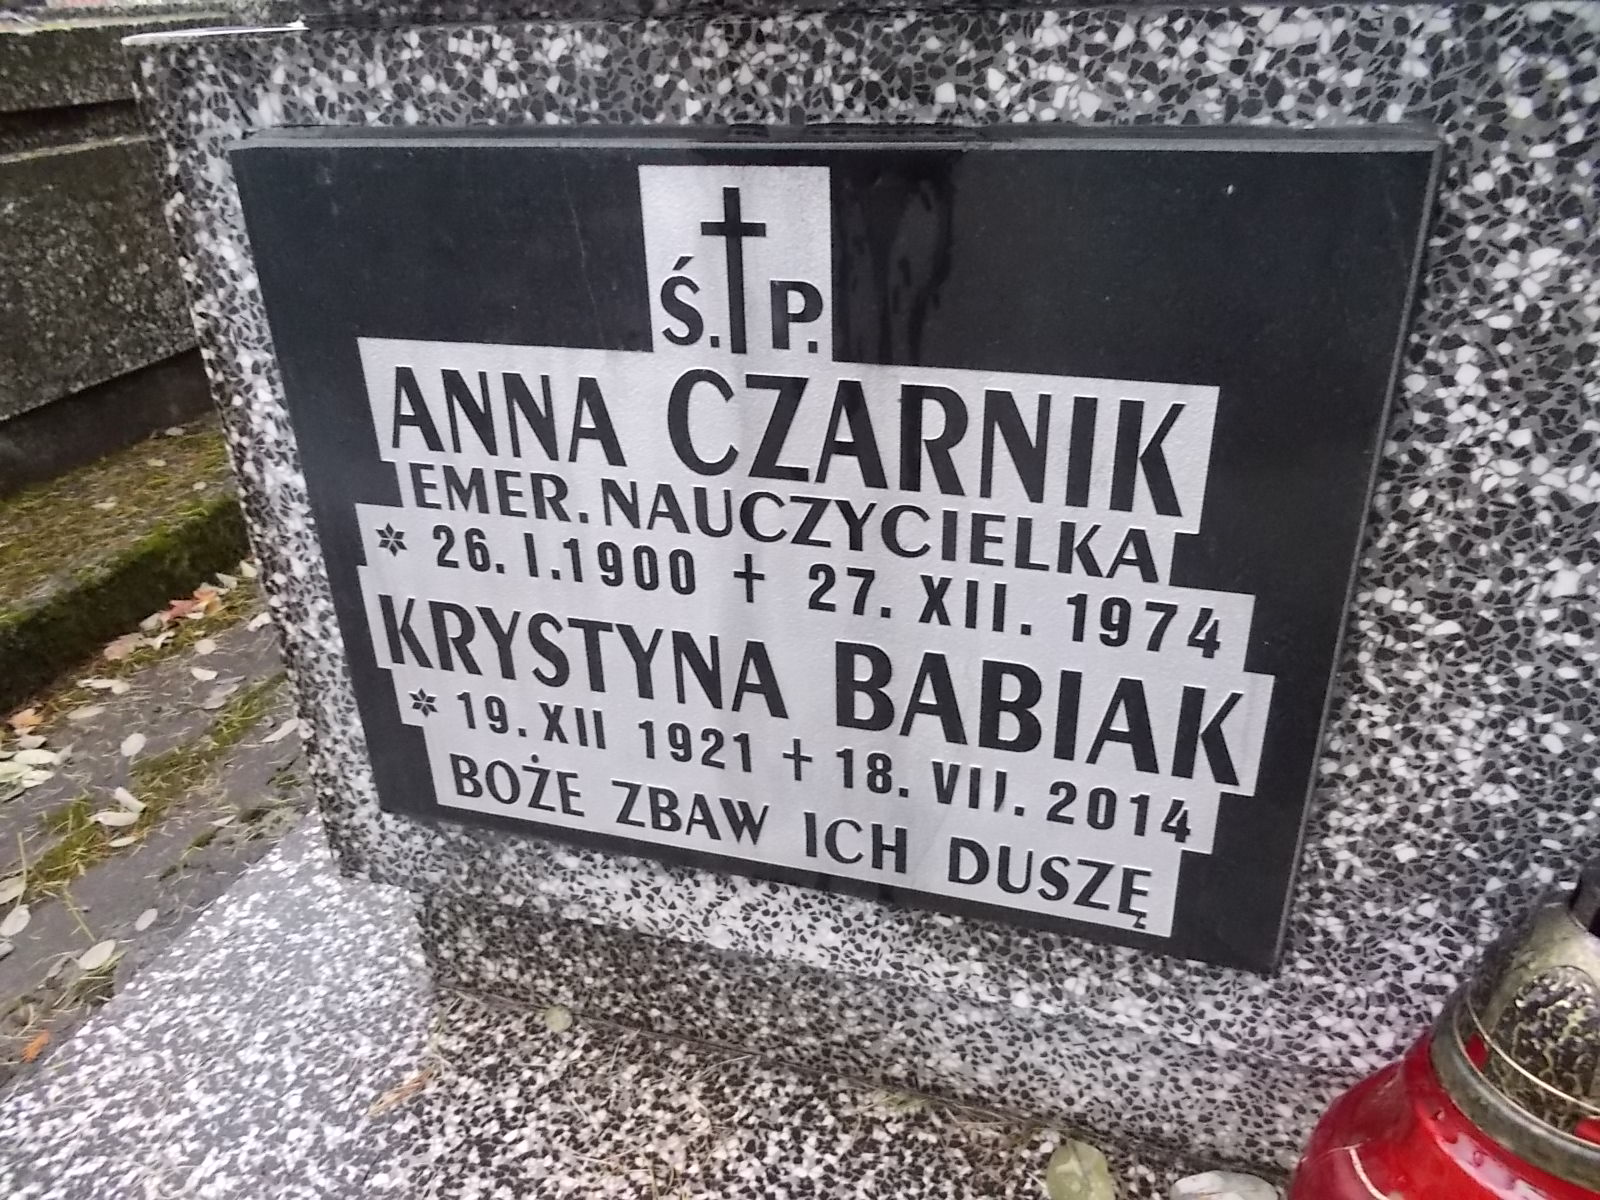 Ś. P.
ANNA CZARNIK
EMER. NAUCZYCIELKA
* 26. I. 1900 + 27. XII. 1974
KRYSTYNA BABIAK
* 19. XII 1921 + 18. VII. 2014
BOŻE ZBAW ICH DUSZĘ